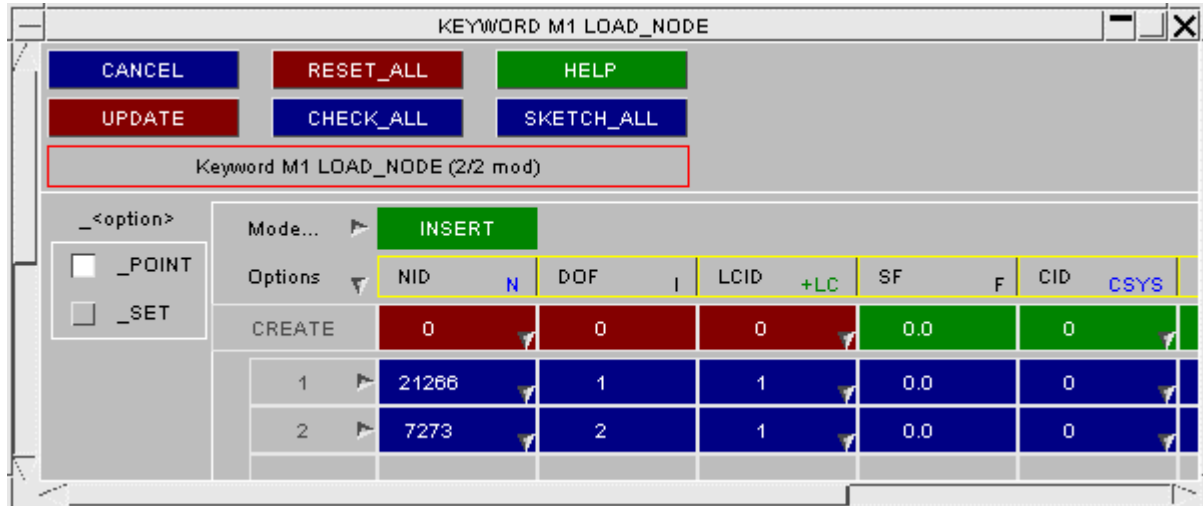 KEYWORD M1 LOAD_NODE
CANCEL RESET_ALL HELP
UPDATE CHECK_ALL SKETCH_ALL
Keyword M1 LOAD_NODE (2/2 mod)
_<option>
_POINT
_SET
Mode... INSERT
Options NID N DOF I LCID +LC SF F CID CSYS
CREATE 0 0 0 0.0 0
1 21266 1 1 0.0 0
2 7273 2 1 0.0 0